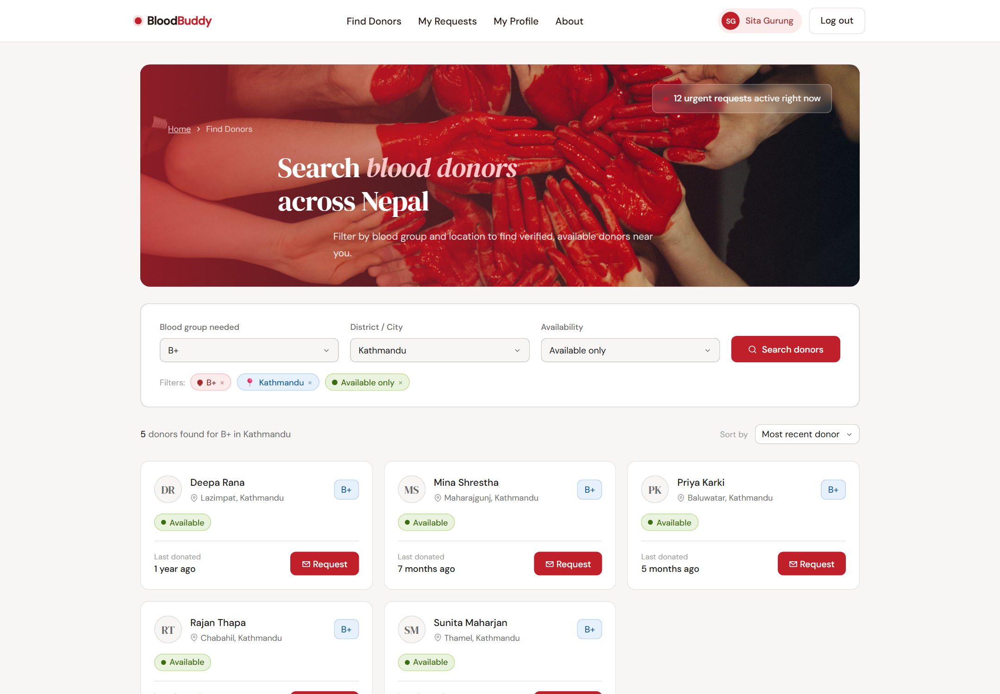 BloodBuddy
Find Donors
My Requests
My Profile
About
SG
Sita Gurung
Log out
12 urgent requests active right now
Home > Find Donors
Search blood donors
across Nepal
Filter by blood group and location to find verified, available donors near
you.
Blood group needed
District / City
Availability
B+
Kathmandu
Available only
Search donors
Filters:
B+ ×
Kathmandu ×
Available only ×
5 donors found for B+ in Kathmandu
Sort by
Most recent donor
DR
Deepa Rana
Lazimpat, Kathmandu
B+
Available
Last donated
1 year ago
Request
MS
Mina Shrestha
Maharajgunj, Kathmandu
B+
Available
Last donated
7 months ago
Request
PK
Priya Karki
Baluwatar, Kathmandu
B+
Available
Last donated
5 months ago
Request
RT
Rajan Thapa
Chabahil, Kathmandu
B+
Available
SM
Sunita Maharjan
Thamel, Kathmandu
B+
Available